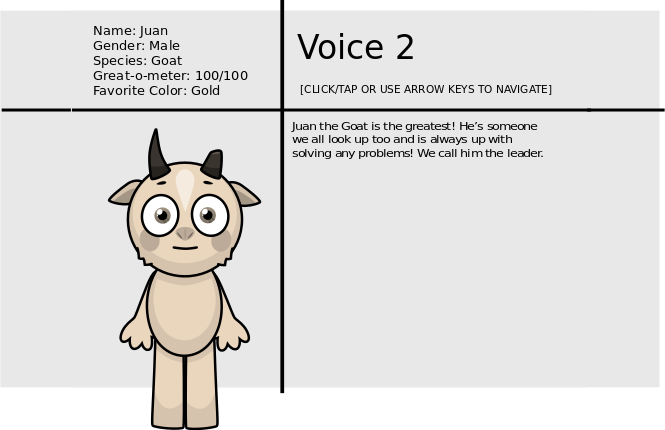 Name: Juan
Gender: Male
Species: Goat
Great-o-meter: 100/100
Favorite Color: Gold
Voice 2
[CLICK/TAP OR USE ARROW KEYS TO NAVIGATE]
Juan the Goat is the greatest! He’s someone
we all look up too and is always up with
solving any problems! We call him the leader.